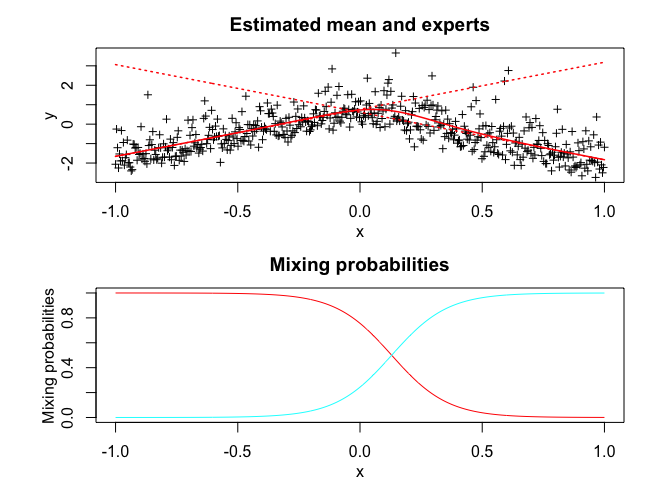 Estimated mean and experts
y
2
0
-2
-1.0 -0.5 0.0 0.5 1.0
x
Mixing probabilities
Mixing probabilities
0.8
0.4
0.0
-1.0 -0.5 0.0 0.5 1.0
x